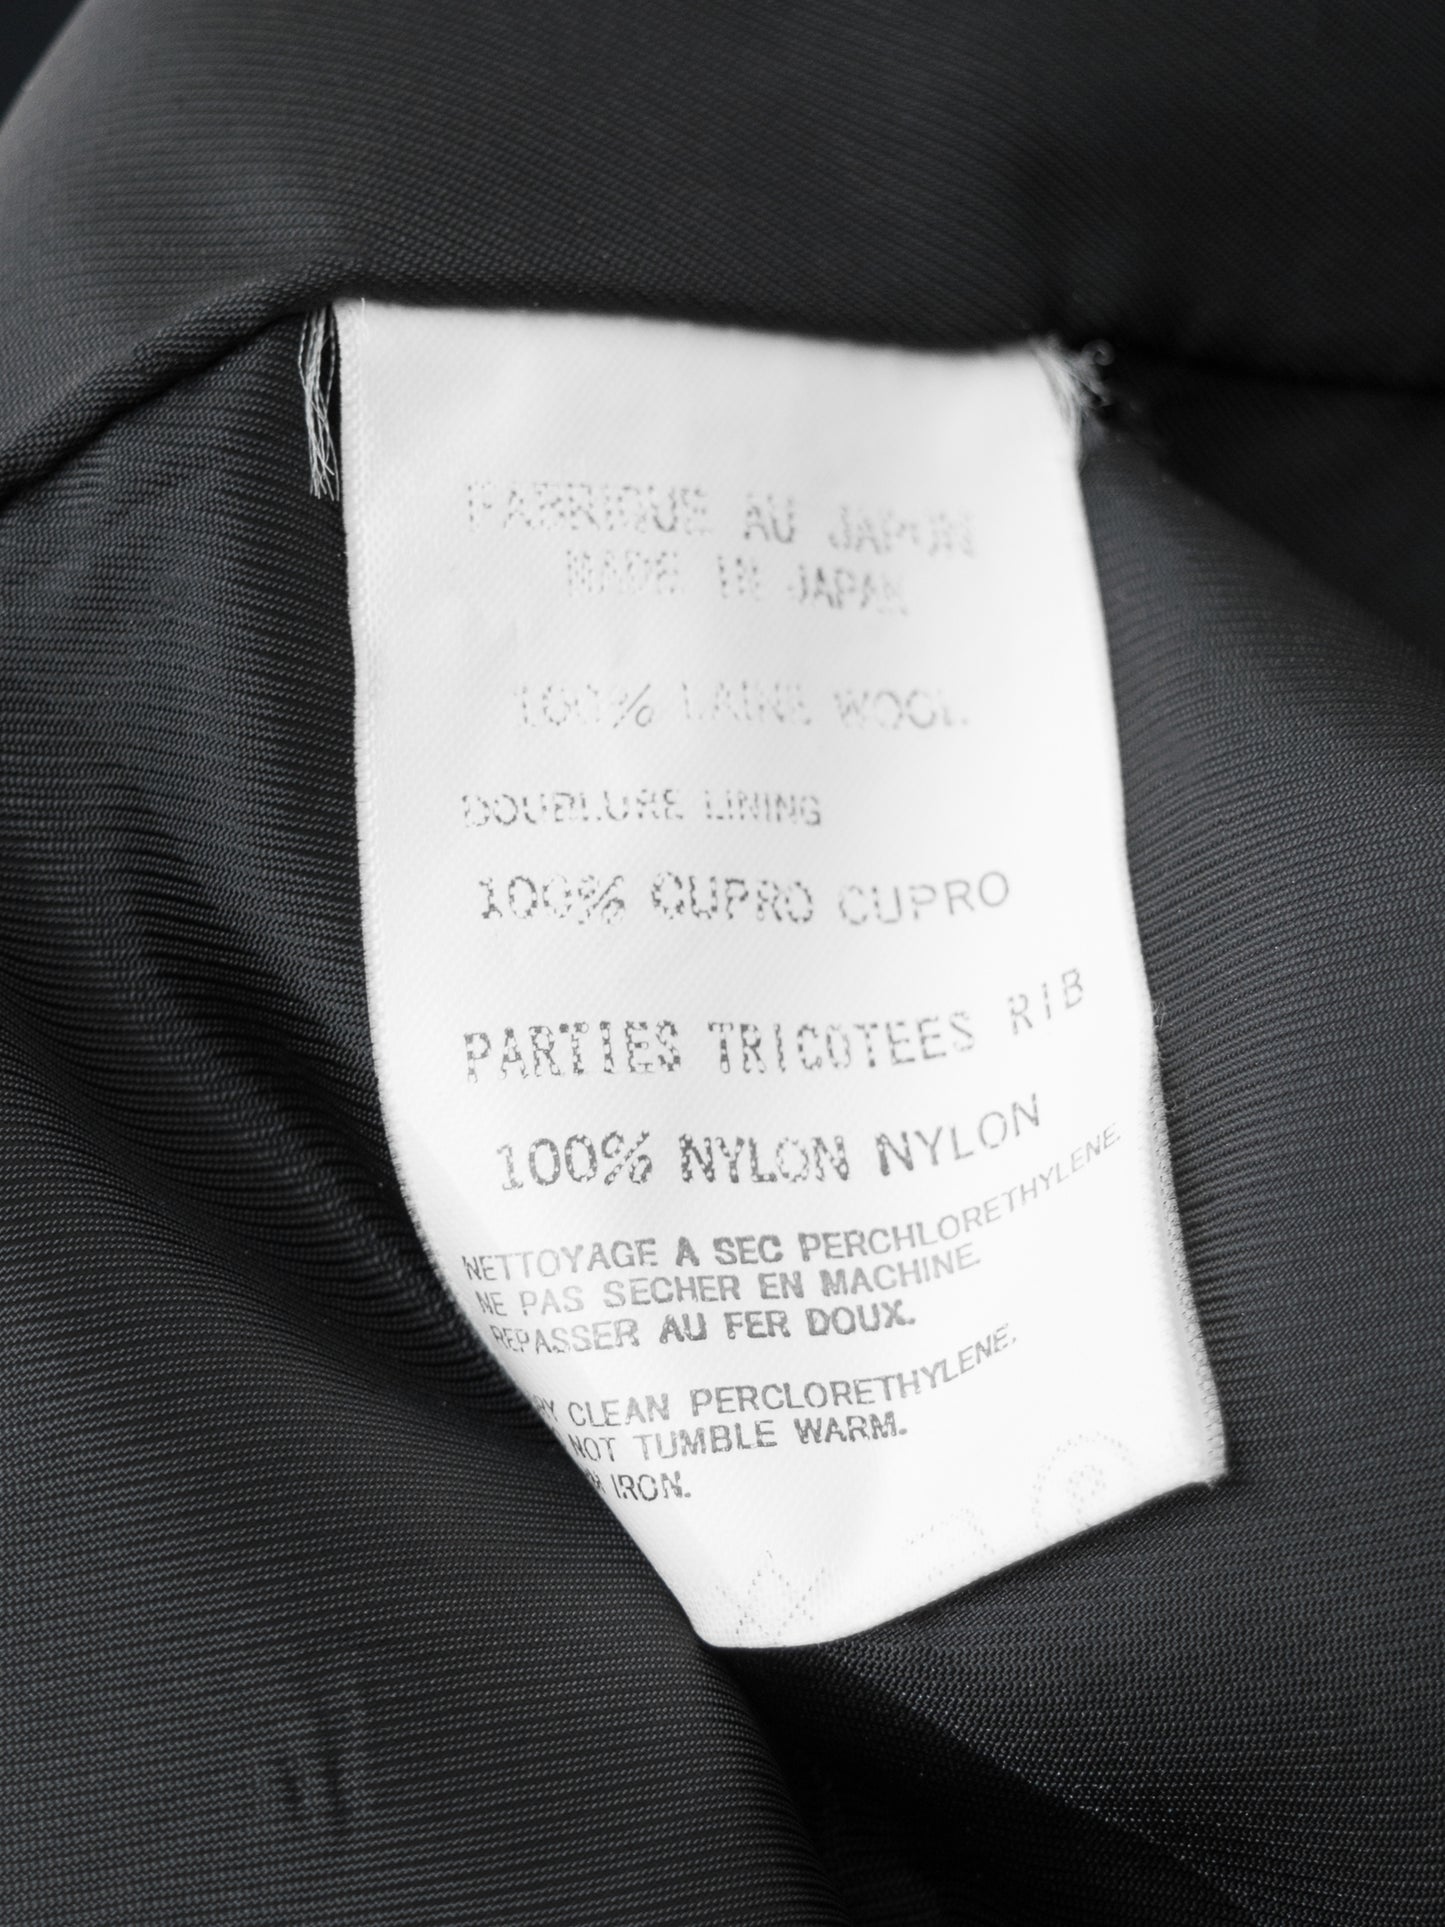 FABRIQUE AU JAPON
MADE IN JAPAN
100% LAINE WOOL
DOUBLURE LINING
100% CUPRO CUPRO
PARTIES TRICOTEES RIB
100% NYLON NYLON
NETTOYAGE A SEC PERCHLORETHYLENE.
NE PAS SECHER EN MACHINE
REPASSER AU FER DOUX.
CLEAN PERCLORETHYLENE.
NOT TUMBLE WARM.
IRON.